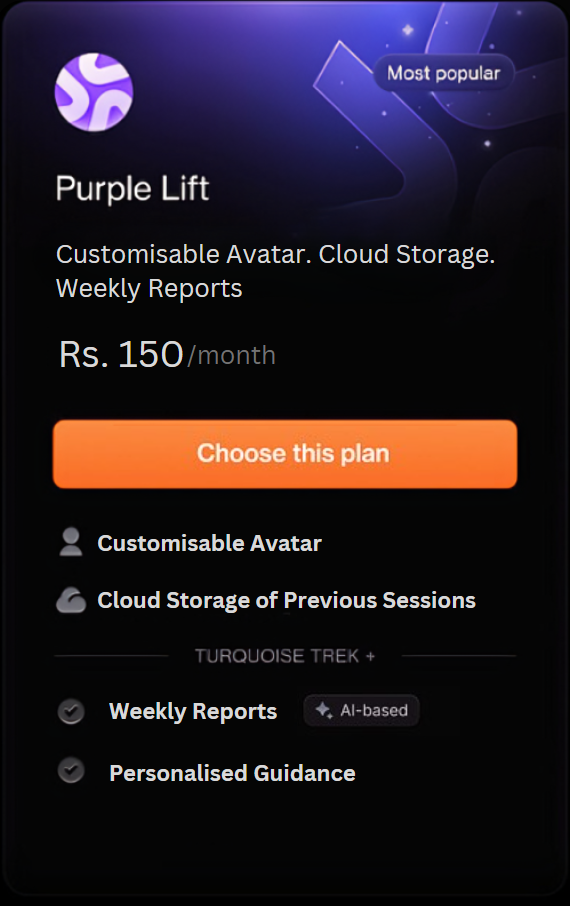 Most popular
Purple Lift
Customisable Avatar. Cloud Storage.
Weekly Reports
Rs. 150/month
Choose this plan
Customisable Avatar
Cloud Storage of Previous Sessions
TURQUOISE TREK +
Weekly Reports AI-based
Personalised Guidance